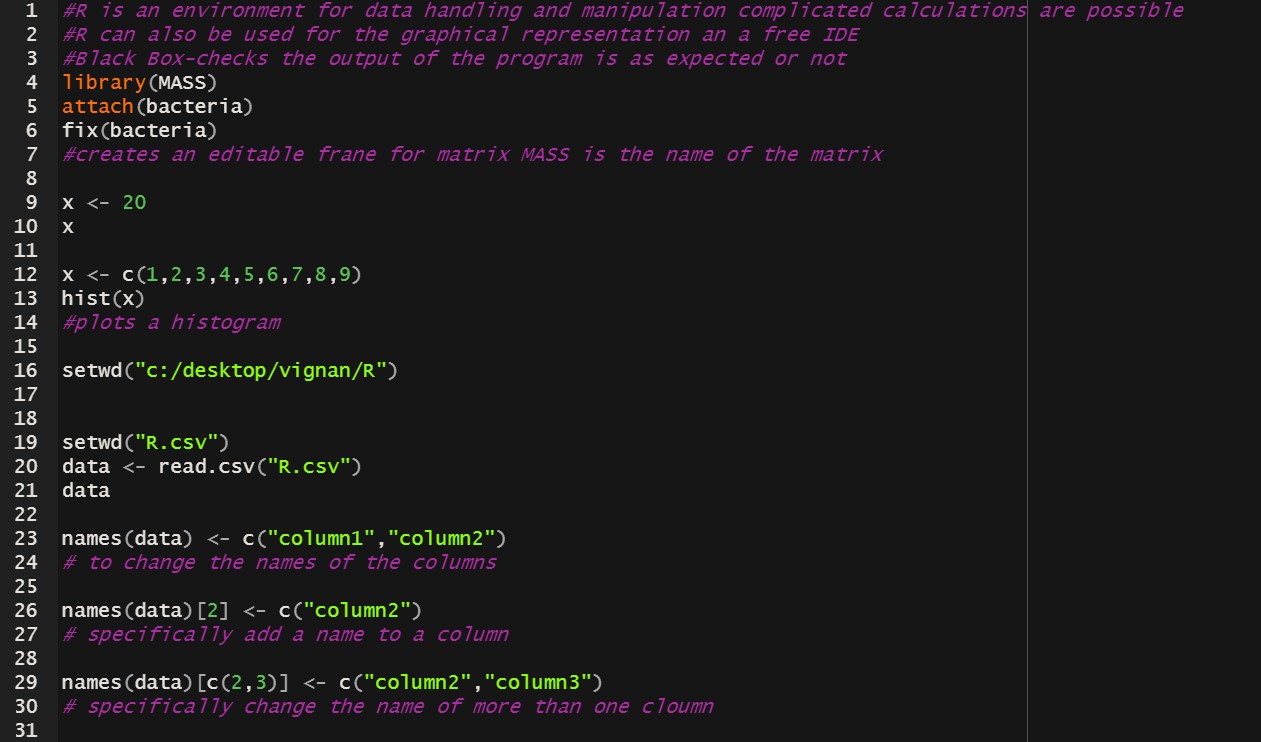 1 #R is an environment for data handling and manipulation complicated calculations are possible
2 #R can also be used for the graphical representation an a free IDE
3 #Black Box-checks the output of the program is as expected or not
4 library(MASS)
5 attach(bacteria)
6 fix(bacteria)
7 #creates an editable frane for matrix MASS is the name of the matrix
8
9 x <- 20
10 x
11
12 x <- c(1,2,3,4,5,6,7,8,9)
13 hist(x)
14 #plots a histogram
15
16 setwd("c:/desktop/vignan/R")
17
18
19 setwd("R.csv")
20 data <- read.csv("R.csv")
21 data
22
23 names(data) <- c("column1","column2")
24 # to change the names of the columns
25
26 names(data)[2] <- c("column2")
27 # specifically add a name to a column
28
29 names(data)[c(2,3)] <- c("column2","column3")
30 # specifically change the name of more than one cloumn
31